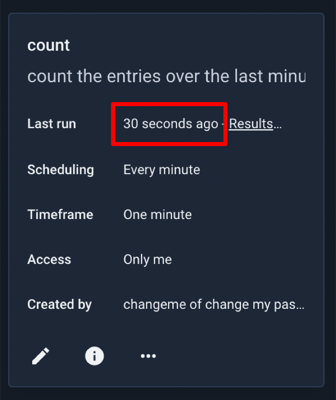 count
count the entries over the last minu
Last run 30 seconds ago · Results…
Scheduling Every minute
Timeframe One minute
Access Only me
Created by changeme of change my pas…